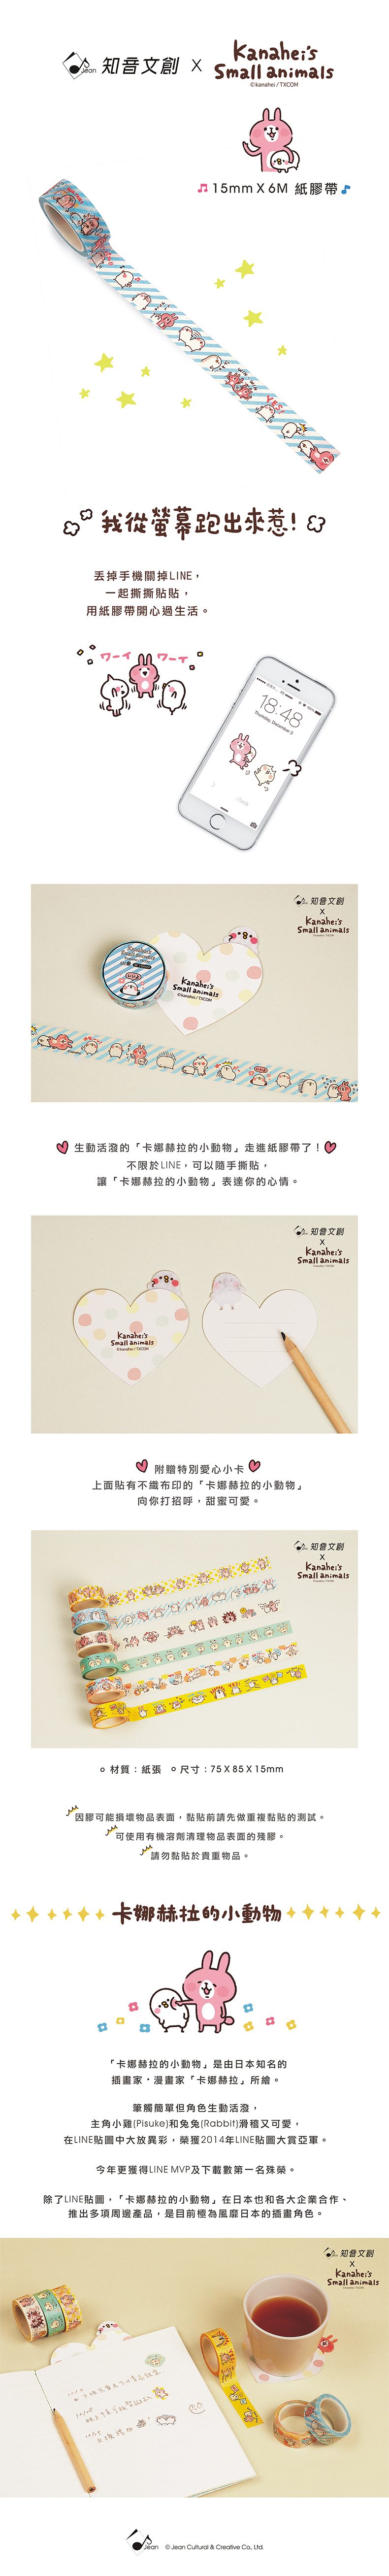 Jean 知音文創 X Kanahei's Small animals
©kanahei / TXCOM
15mm X 6M 紙膠帶
我從螢幕跑出來惹!
丟掉手機關掉LINE，
一起撕撕貼貼，
用紙膠帶開心過生活。
ワーイ ワーイ
18:48
Thursday, December 3
知音文創
X
Kanahei's
Small animals
Kanahei's
Small animals
©kanahei/TXCOM
生動活潑的「卡娜赫拉的小動物」走進紙膠帶了！
不限於LINE，可以隨手撕貼，
讓「卡娜赫拉的小動物」表達你的心情。
知音文創
X
Kanahei's
Small animals
Kanahei's
Small animals
©kanahei/TXCOM
附贈特別愛心小卡
上面貼有不織布印的「卡娜赫拉的小動物」
向你打招呼，甜蜜可愛。
知音文創
X
Kanahei's
Small animals
材質：紙張 尺寸：75X85X15mm
因膠可能損壞物品表面，黏貼前請先做重複黏貼的測試。
可使用有機溶劑清理物品表面的殘膠。
請勿黏貼於貴重物品。
卡娜赫拉的小動物
「卡娜赫拉的小動物」是由日本知名的
插畫家・漫畫家「卡娜赫拉」所繪。
筆觸簡單但角色生動活潑，
主角小雞(Pisuke)和兔兔(Rabbit)滑稽又可愛，
在LINE貼圖中大放異彩，榮獲2014年LINE貼圖大賞亞軍。
今年更獲得LINE MVP及下載數第一名殊榮。
除了LINE貼圖，「卡娜赫拉的小動物」在日本也和各大企業合作、
推出多項周邊產品，是目前極為風靡日本的插畫角色。
知音文創
X
Kanahei's
Small animals
Jean © Jean Cultural & Creative Co., Ltd.